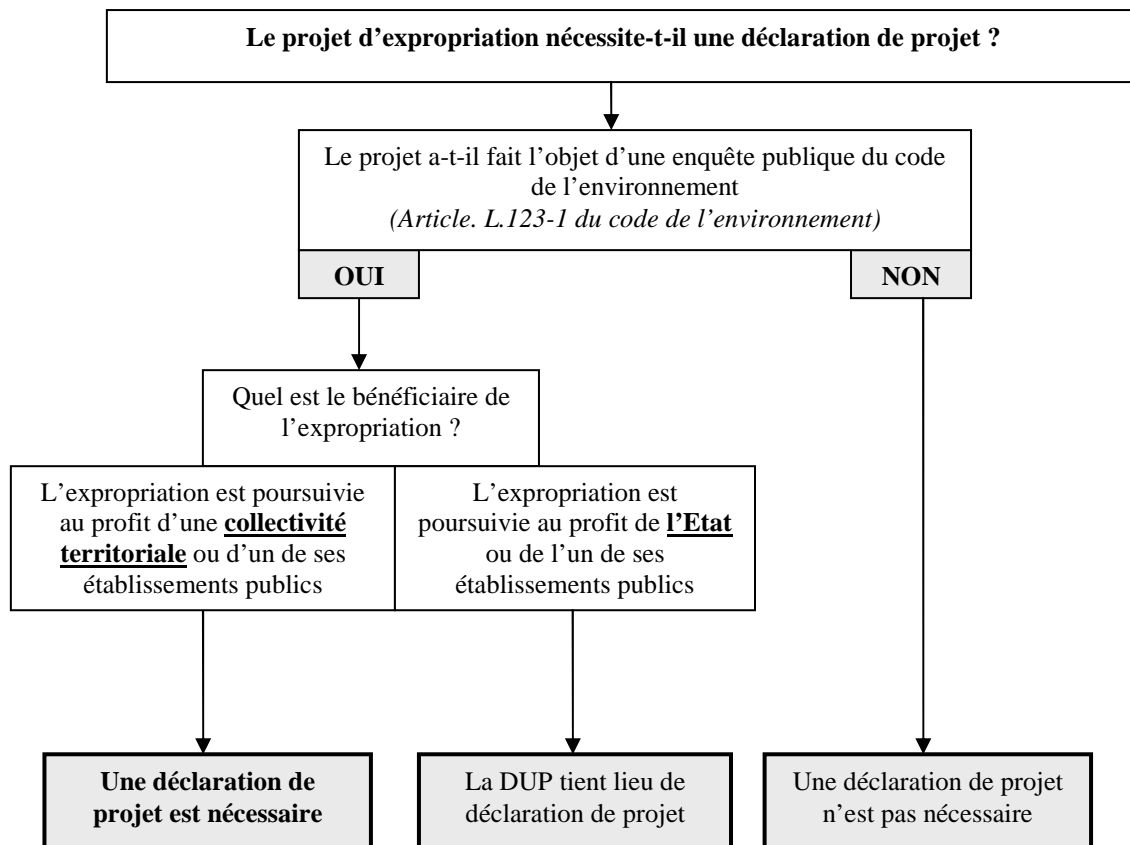 Le projet d’expropriation nécessite-t-il une déclaration de projet ?
Le projet a-t-il fait l’objet d’une enquête publique du code
de l’environnement
(Article. L.123-1 du code de l’environnement)
OUI
NON
Quel est le bénéficiaire de
l’expropriation ?
L’expropriation est poursuivie
au profit d’une collectivité
territoriale ou d’un de ses
établissements publics
L’expropriation est
poursuivie au profit de l’Etat
ou de l’un de ses
établissements publics
Une déclaration de
projet est nécessaire
La DUP tient lieu de
déclaration de projet
Une déclaration de projet
n’est pas nécessaire